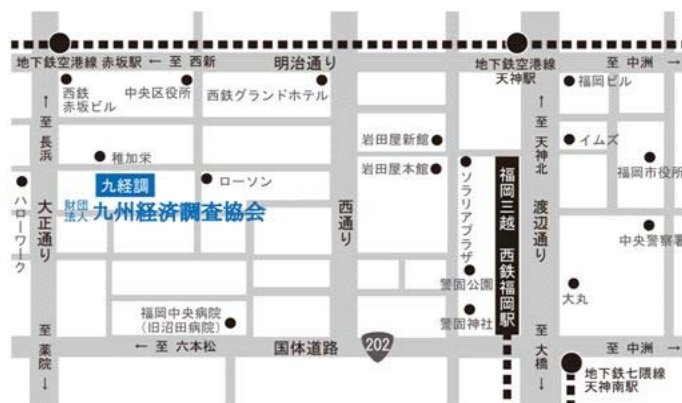 地下鉄空港線 赤坂駅
← 至 西新
明治通り
地下鉄空港線
天神駅
至 中洲 →
西鉄
赤坂ビル
中央区役所
西鉄グランドホテル
福岡ビル
← 至 長浜
稚加栄
岩田屋新館
岩田屋本館
← 至 天神北
イムズ
福岡市役所
ハローワーク
大正通り
九経調
財団
法人
九州経済調査協会
ローソン
西通り
ソラリアプラザ
福岡三越 西鉄福岡駅
渡辺通り
中央警察署
警固公園
大丸
福岡中央病院
(旧沼田病院)
警固神社
至 薬院 →
← 至 六本松
国体道路
202
至 大橋 →
至 中洲 →
地下鉄七隈線
天神南駅